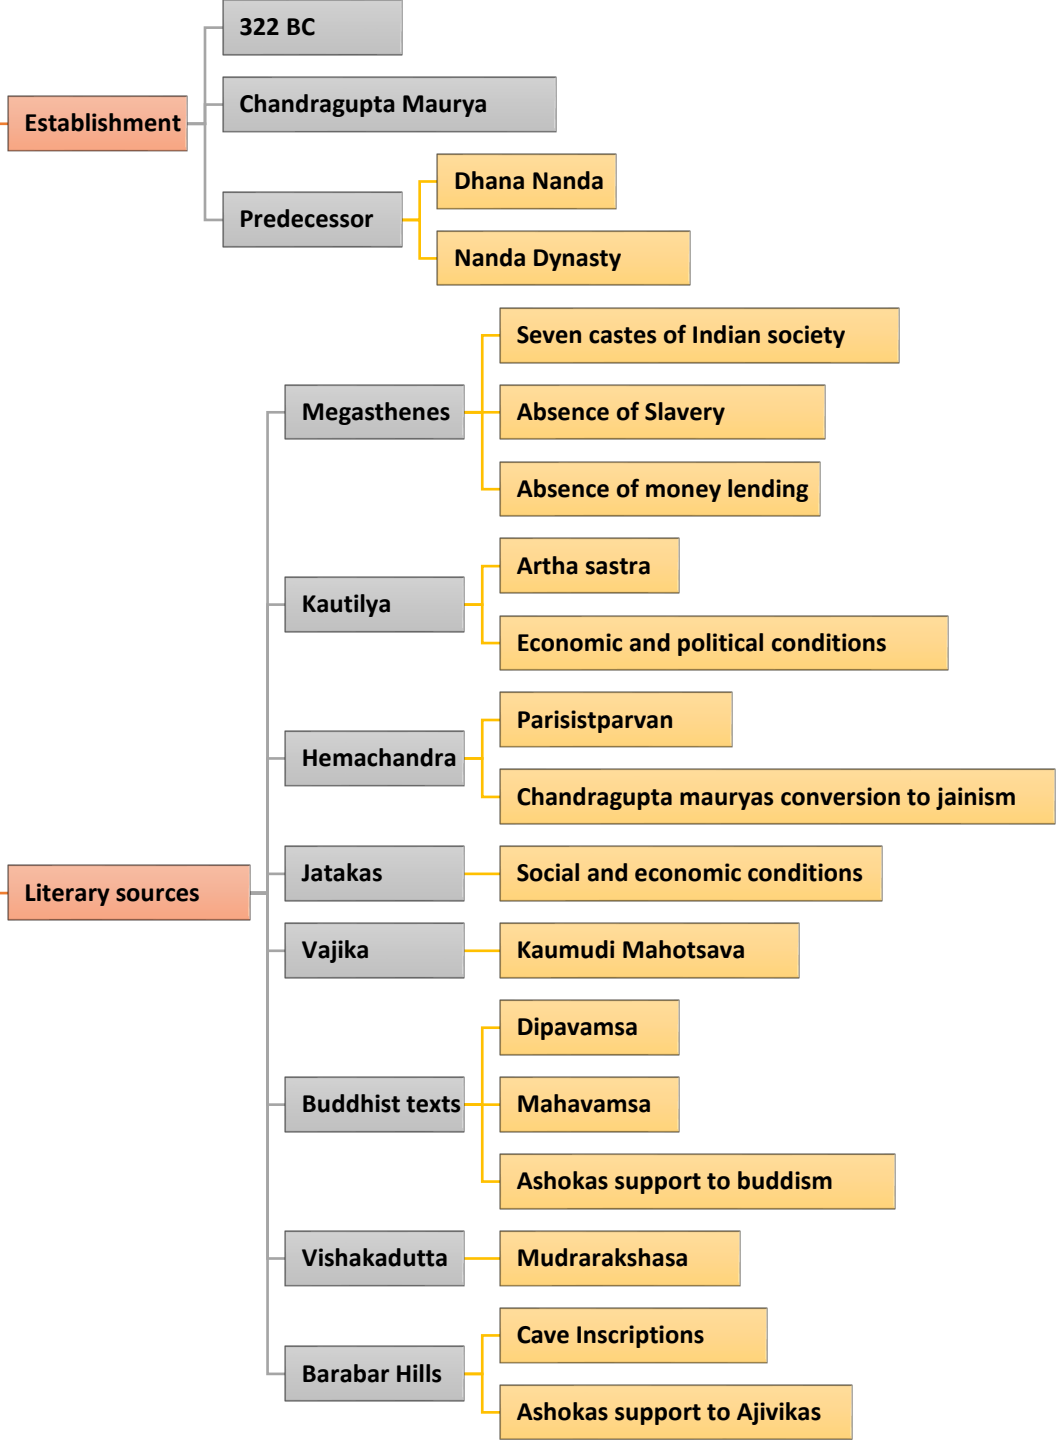 322 BC
Chandragupta Maurya
Establishment
Dhana Nanda
Predecessor
Nanda Dynasty
Seven castes of Indian society
Megasthenes
Absence of Slavery
Absence of money lending
Artha sastra
Kautilya
Economic and political conditions
Parisistparvan
Hemachandra
Chandragupta mauryas conversion to jainism
Jatakas
Social and economic conditions
Literary sources
Vajika
Kaumudi Mahotsava
Dipavamsa
Buddhist texts
Mahavamsa
Ashokas support to buddism
Vishakadutta
Mudrarakshasa
Cave Inscriptions
Barabar Hills
Ashokas support to Ajivikas